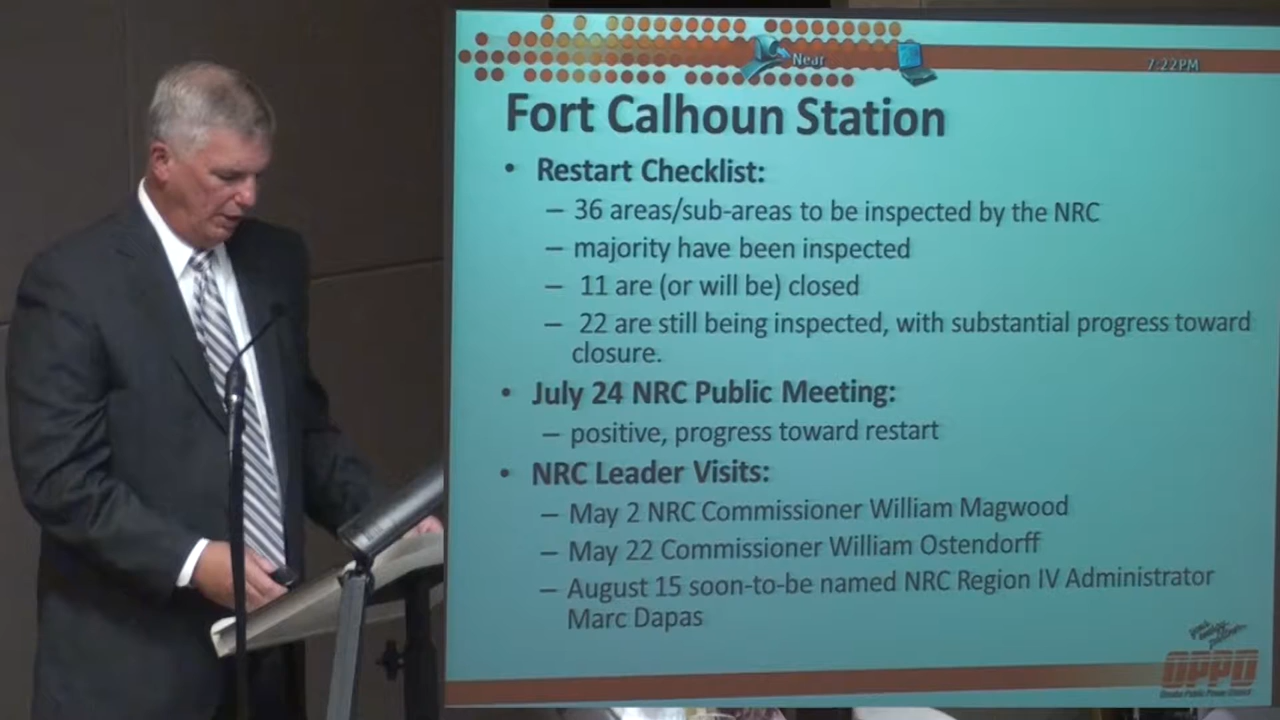 Near
7:22PM
Fort Calhoun Station
• Restart Checklist:
– 36 areas/sub-areas to be inspected by the NRC
– majority have been inspected
– 11 are (or will be) closed
– 22 are still being inspected, with substantial progress toward
closure.
• July 24 NRC Public Meeting:
– positive, progress toward restart
• NRC Leader Visits:
– May 2 NRC Commissioner William Magwood
– May 22 Commissioner William Ostendorff
– August 15 soon-to-be named NRC Region IV Administrator
Marc Dapas
OPPD
Omaha Public Power District